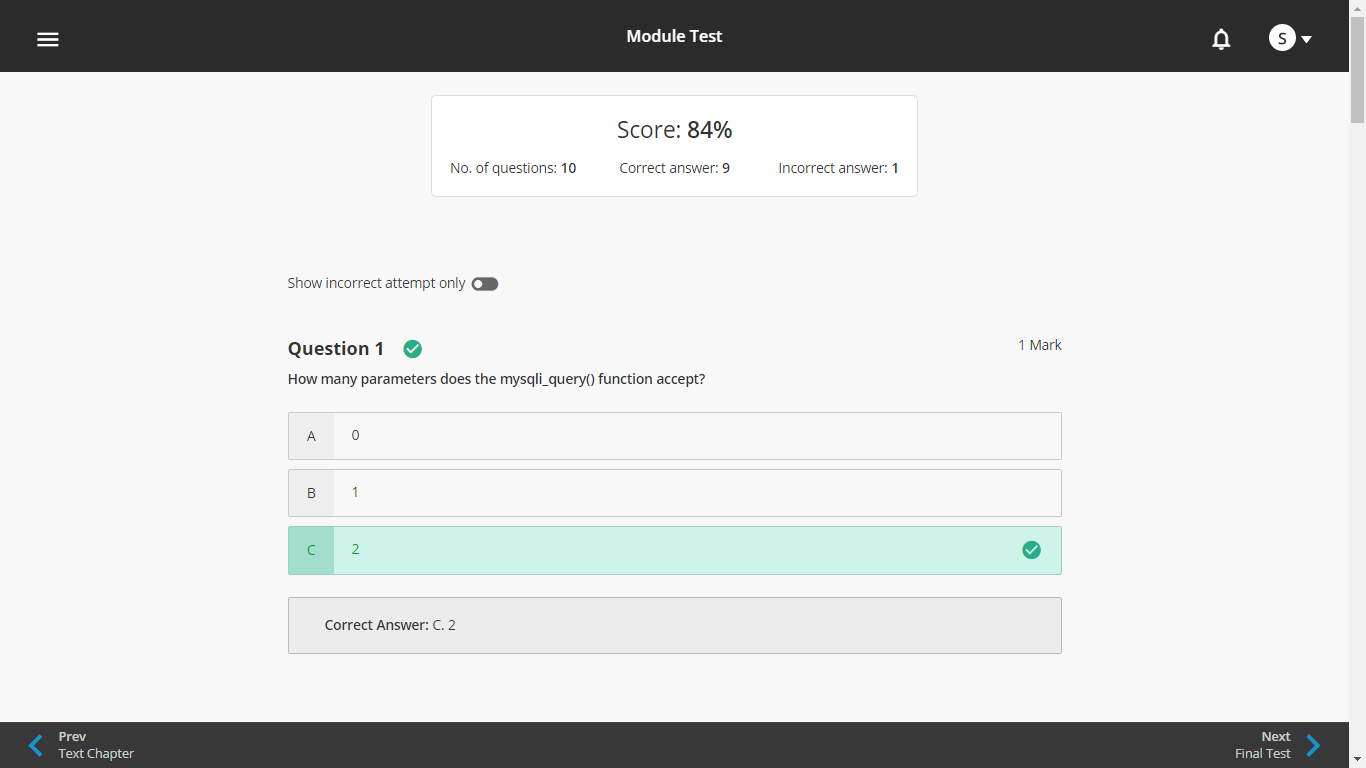 Module Test
S
Score: 84%
No. of questions: 10 Correct answer: 9 Incorrect answer: 1
Show incorrect attempt only
Question 1 1 Mark
How many parameters does the mysqli_query() function accept?
A 0
B 1
C 2
Correct Answer: C. 2
Prev Next
Text Chapter Final Test